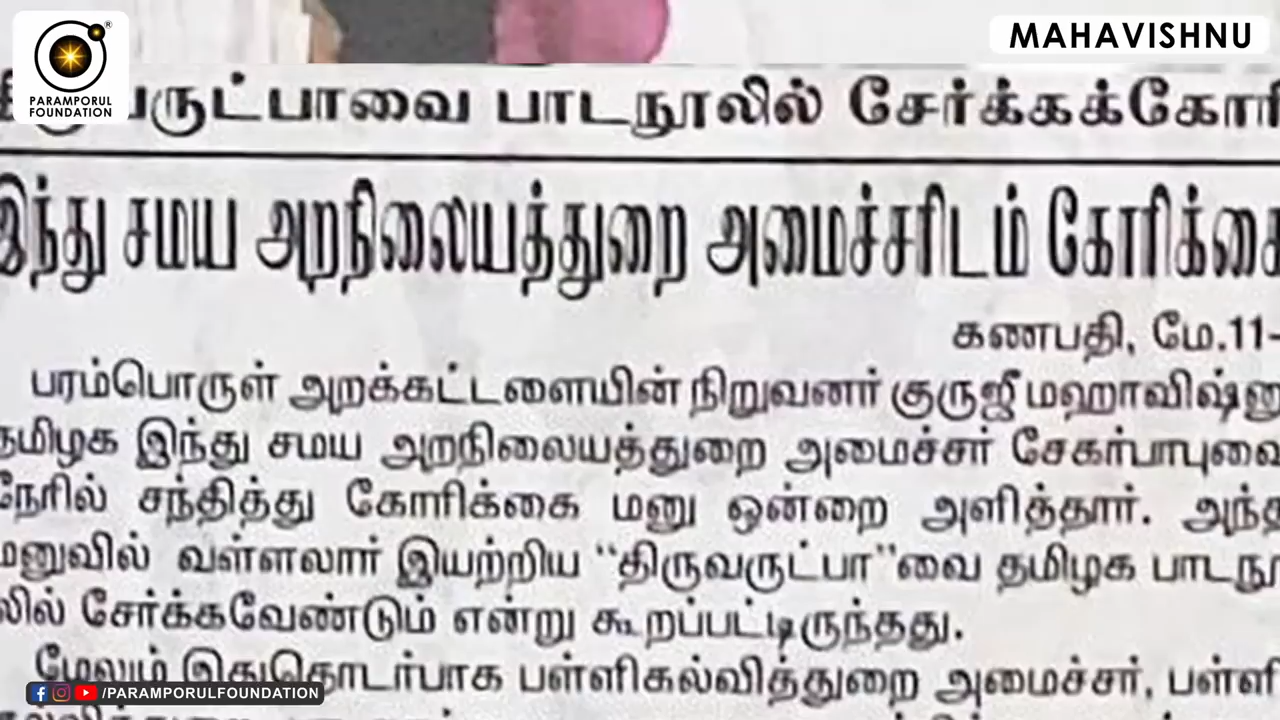 MAHAVISHNU
PARAMPORUL
FOUNDATION
பாடநூலில் சேர்க்கக்கோரி
இந்து சமய அறநிலையத்துறை அமைச்சரிடம் கோரிக்கை
கணபதி, மே.11-
பரம்பொருள் அறக்கட்டளையின் நிறுவனர் குருஜீ மஹாவிஷ்னு
தமிழக இந்து சமய அறநிலையத்துறை அமைச்சர் சேகர்பாபுவை
நேரில் சந்தித்து கோரிக்கை மனு ஒன்றை அளித்தார். அந்த
மனுவில் வள்ளலார் இயற்றிய "திருவருட்பா"வை தமிழக பாடநூ
லில் சேர்க்கவேண்டும் என்று கூறப்பட்டிருந்தது.
மேலும் இதுதொடர்பாக பள்ளிகல்வித்துறை அமைச்சர், பள்ளி
/PARAMPORULFOUNDATION